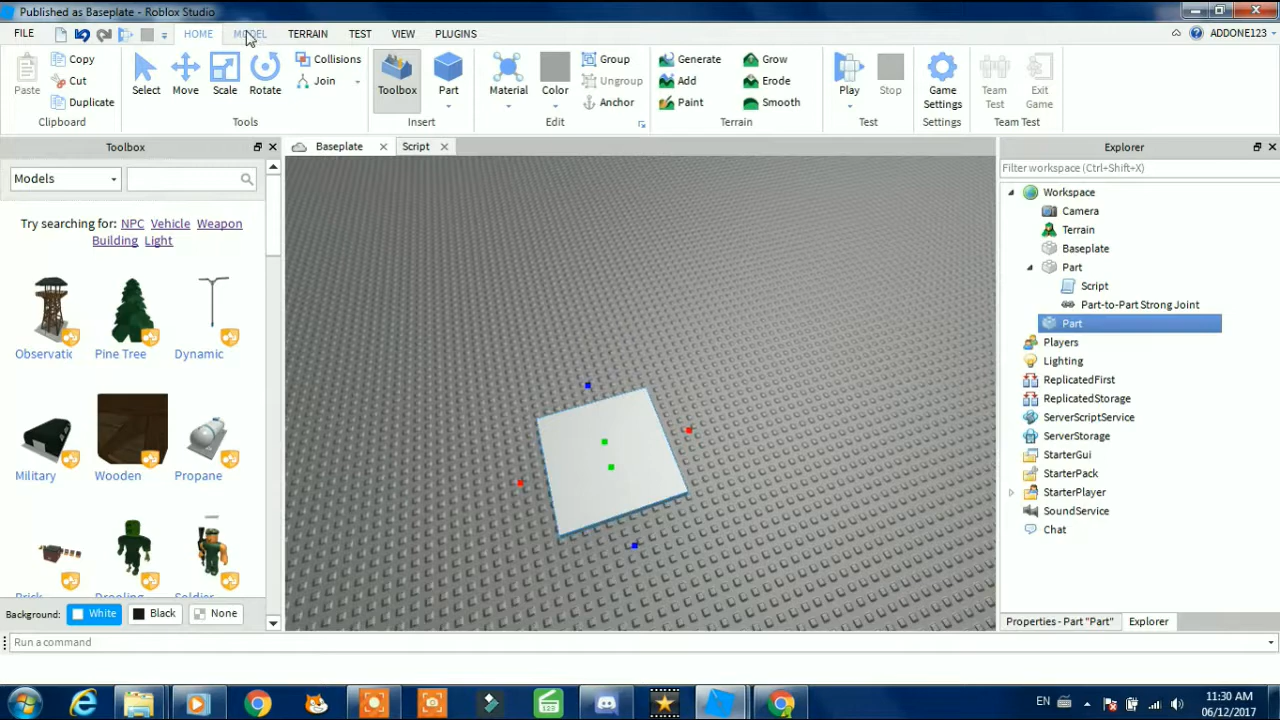 Published as Baseplate - Roblox Studio
FILE HOME MODEL TERRAIN TEST VIEW PLUGINS ADDONE123
Paste Copy Cut Duplicate Clipboard
Select Move Scale Rotate Collisions Join Tools
Toolbox Part Insert
Material Color Group Ungroup Anchor Edit
Generate Add Paint Grow Erode Smooth Terrain
Play Stop Test
Game Settings Settings
Team Test Exit Game Team Test
Toolbox Baseplate Script Explorer
Models
Try searching for: NPC Vehicle Weapon
Building Light
Observatic Pine Tree Dynamic
Military Wooden Propane
Background: White Black None
Filter workspace (Ctrl+Shift+X)
Workspace
Camera
Terrain
Baseplate
Part
Script
Part-to-Part Strong Joint
Part
Players
Lighting
ReplicatedFirst
ReplicatedStorage
ServerScriptService
ServerStorage
StarterGui
StarterPack
StarterPlayer
SoundService
Chat
Properties - Part "Part" Explorer
Run a command
123
EN
11:30 AM
06/12/2017